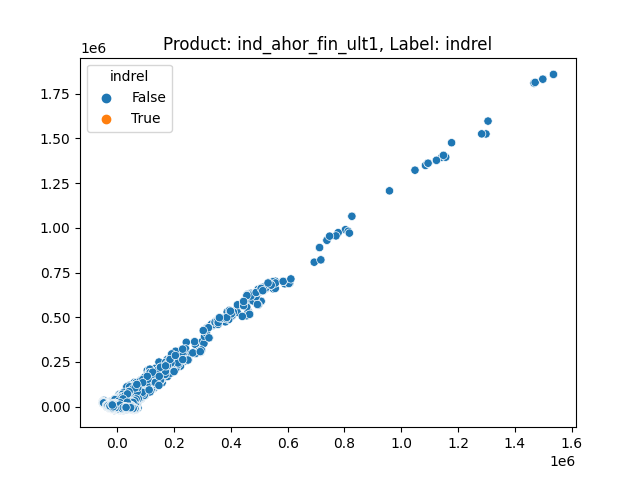 Product: ind_ahor_fin_ult1, Label: indrel
1e6
indrel
False
True
1.75
1.50
1.25
1.00
0.75
0.50
0.25
0.00
0.0 0.2 0.4 0.6 0.8 1.0 1.2 1.4 1.6
1e6